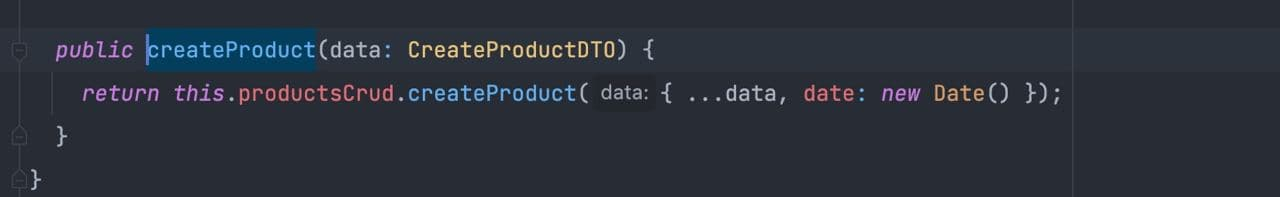 public createProduct(data: CreateProductDTO) {
return this.productsCrud.createProduct( data: { ...data, date: new Date() });
}
}